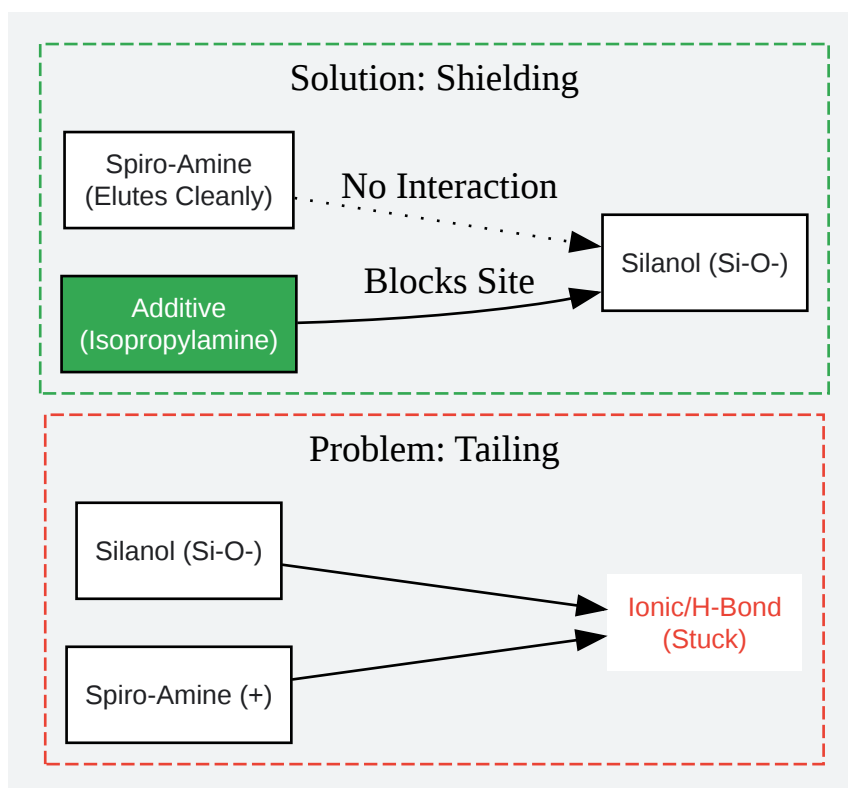 Solution: Shielding
Spiro-Amine
(Elutes Cleanly)
No Interaction
Silanol (Si-O-)
Blocks Site
Additive
(Isopropylamine)
Problem: Tailing
Silanol (Si-O-)
Ionic/H-Bond
(Stuck)
Spiro-Amine (+)